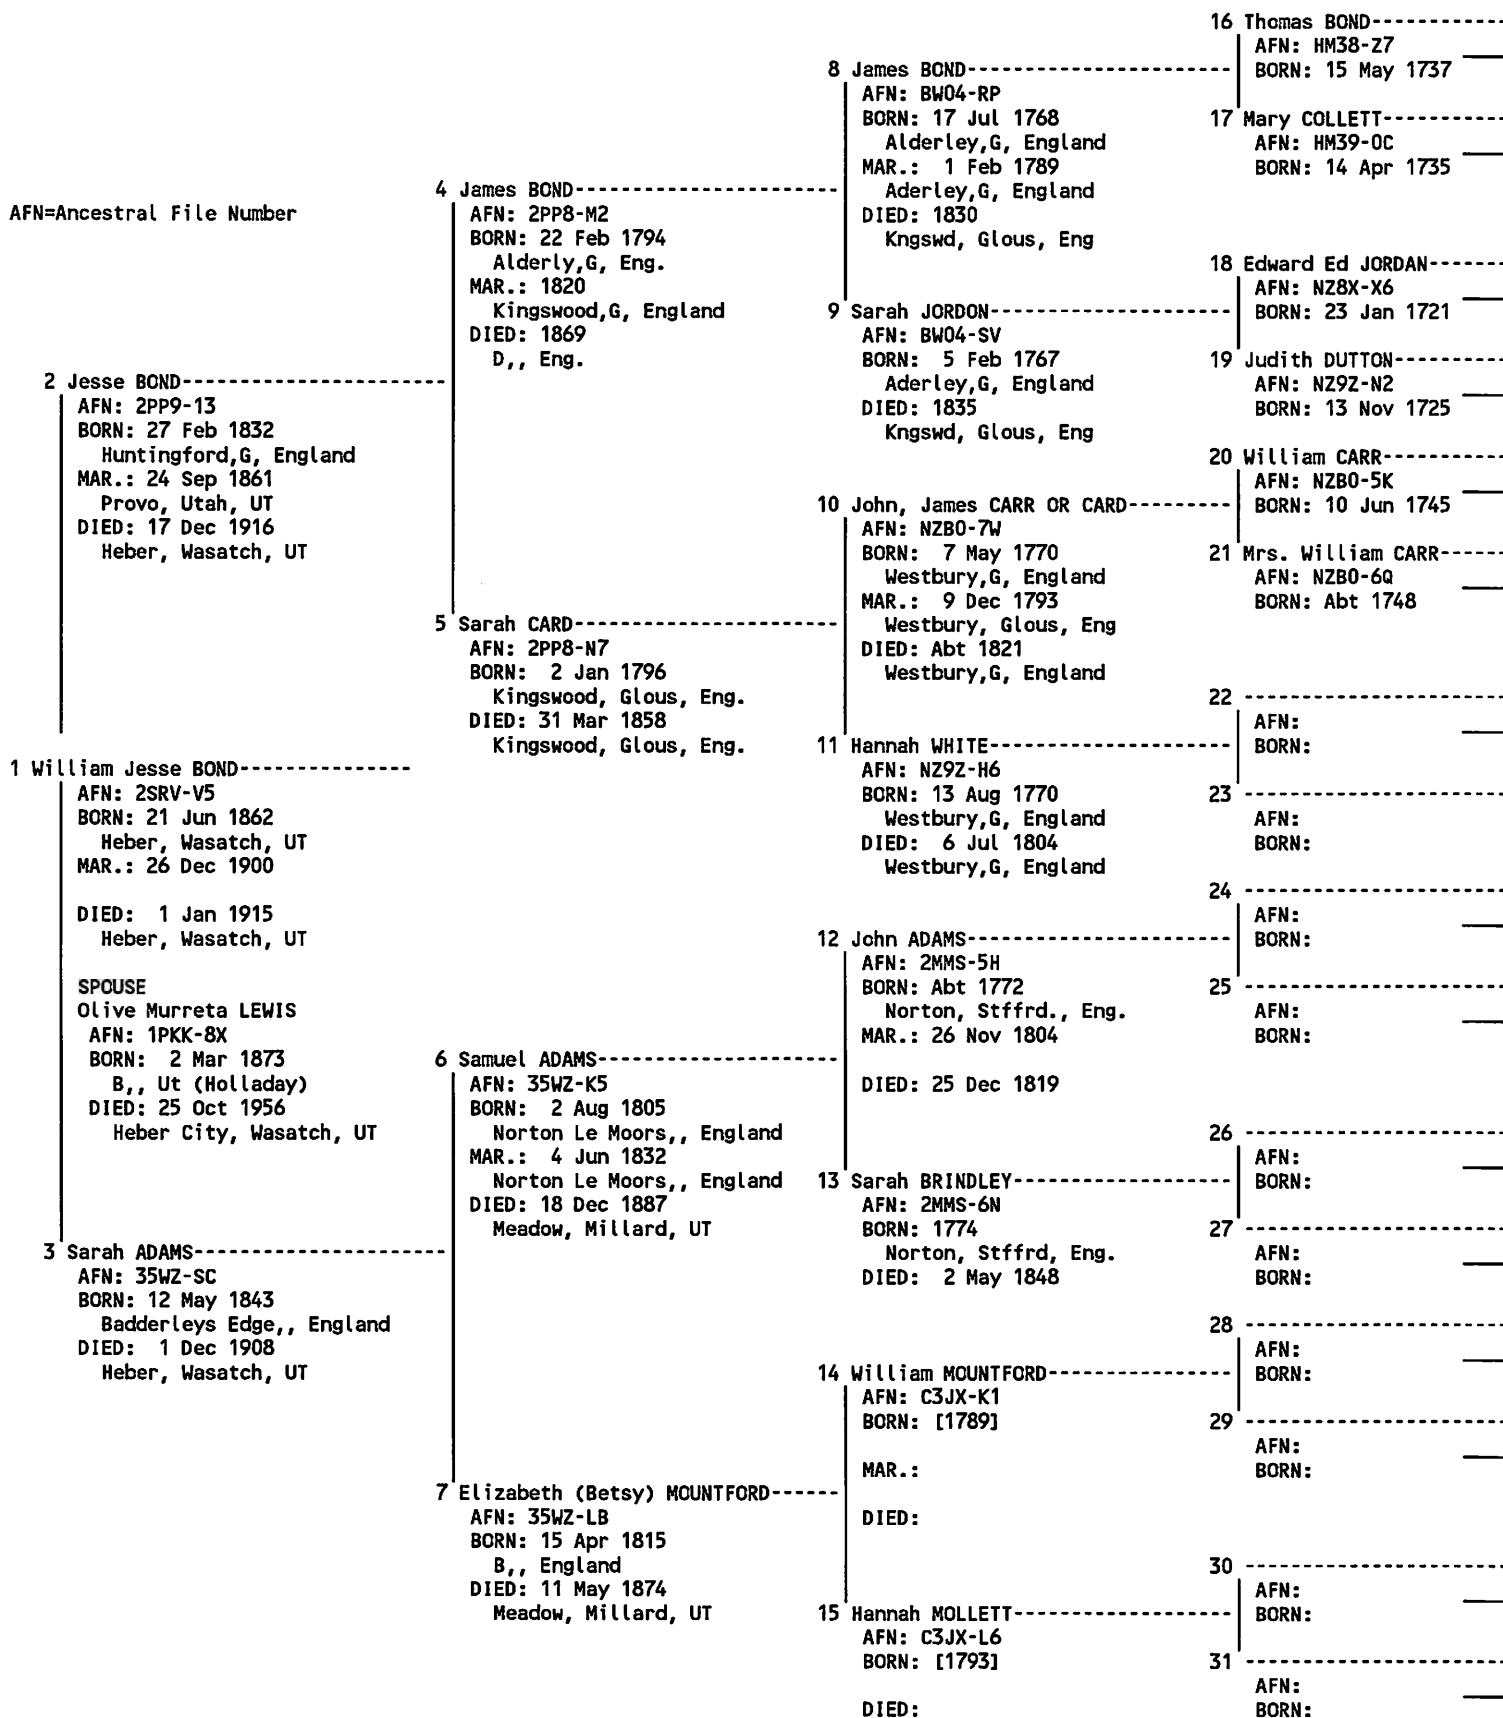 AFN=Ancestral File Number
1 William Jesse BOND
AFN: 2SRV-V5
BORN: 21 Jun 1862
Heber, Wasatch, UT
MAR.: 26 Dec 1900
DIED: 1 Jan 1915
Heber, Wasatch, UT
SPOUSE
Olive Murreta LEWIS
AFN: 1PKK-8X
BORN: 2 Mar 1873
B,, Ut (Holladay)
DIED: 25 Oct 1956
Heber City, Wasatch, UT
2 Jesse BOND
AFN: 2PP9-13
BORN: 27 Feb 1832
Huntingford,G, England
MAR.: 24 Sep 1861
Provo, Utah, UT
DIED: 17 Dec 1916
Heber, Wasatch, UT
3 Sarah ADAMS
AFN: 35WZ-SC
BORN: 12 May 1843
Badderleys Edge,, England
DIED: 1 Dec 1908
Heber, Wasatch, UT
4 James BOND
AFN: 2PP8-M2
BORN: 22 Feb 1794
Alderly,G, Eng.
MAR.: 1820
Kingswood,G, England
DIED: 1869
D,, Eng.
5 Sarah CARD
AFN: 2PP8-N7
BORN: 2 Jan 1796
Kingswood, Glous, Eng.
DIED: 31 Mar 1858
Kingswood, Glous, Eng.
6 Samuel ADAMS
AFN: 35WZ-K5
BORN: 2 Aug 1805
Norton Le Moors,, England
MAR.: 4 Jun 1832
Norton Le Moors,, England
DIED: 18 Dec 1887
Meadow, Millard, UT
7 Elizabeth (Betsy) MOUNTFORD
AFN: 35WZ-LB
BORN: 15 Apr 1815
B,, England
DIED: 11 May 1874
Meadow, Millard, UT
8 James BOND
AFN: BW04-RP
BORN: 17 Jul 1768
Alderley,G, England
MAR.: 1 Feb 1789
Aderley,G, England
DIED: 1830
Kngswd, Glous, Eng
9 Sarah JORDON
AFN: BW04-SV
BORN: 5 Feb 1767
Aderley,G, England
DIED: 1835
Kngswd, Glous, Eng
10 John, James CARR OR CARD
AFN: NZB0-7W
BORN: 7 May 1770
Westbury,G, England
MAR.: 9 Dec 1793
Westbury, Glous, Eng
DIED: Abt 1821
Westbury,G, England
11 Hannah WHITE
AFN: NZ9Z-H6
BORN: 13 Aug 1770
Westbury,G, England
DIED: 6 Jul 1804
Westbury,G, England
12 John ADAMS
AFN: 2MMS-5H
BORN: Abt 1772
Norton, Stffrd., Eng.
MAR.: 26 Nov 1804
DIED: 25 Dec 1819
13 Sarah BRINDLEY
AFN: 2MMS-6N
BORN: 1774
Norton, Stffrd, Eng.
DIED: 2 May 1848
14 William MOUNTFORD
AFN: C3JX-K1
BORN: [1789]
MAR.:
DIED:
15 Hannah MOLLETT
AFN: C3JX-L6
BORN: [1793]
DIED:
16 Thomas BOND
AFN: HM38-Z7
BORN: 15 May 1737
17 Mary COLLETT
AFN: HM39-0C
BORN: 14 Apr 1735
18 Edward Ed JORDAN
AFN: NZ8X-X6
BORN: 23 Jan 1721
19 Judith DUTTON
AFN: NZ9Z-N2
BORN: 13 Nov 1725
20 William CARR
AFN: NZB0-5K
BORN: 10 Jun 1745
21 Mrs. William CARR
AFN: NZB0-6Q
BORN: Abt 1748
22
AFN:
BORN:
23
AFN:
BORN:
24
AFN:
BORN:
25
AFN:
BORN:
26
AFN:
BORN:
27
AFN:
BORN:
28
AFN:
BORN:
29
AFN:
BORN:
30
AFN:
BORN:
31
AFN:
BORN: